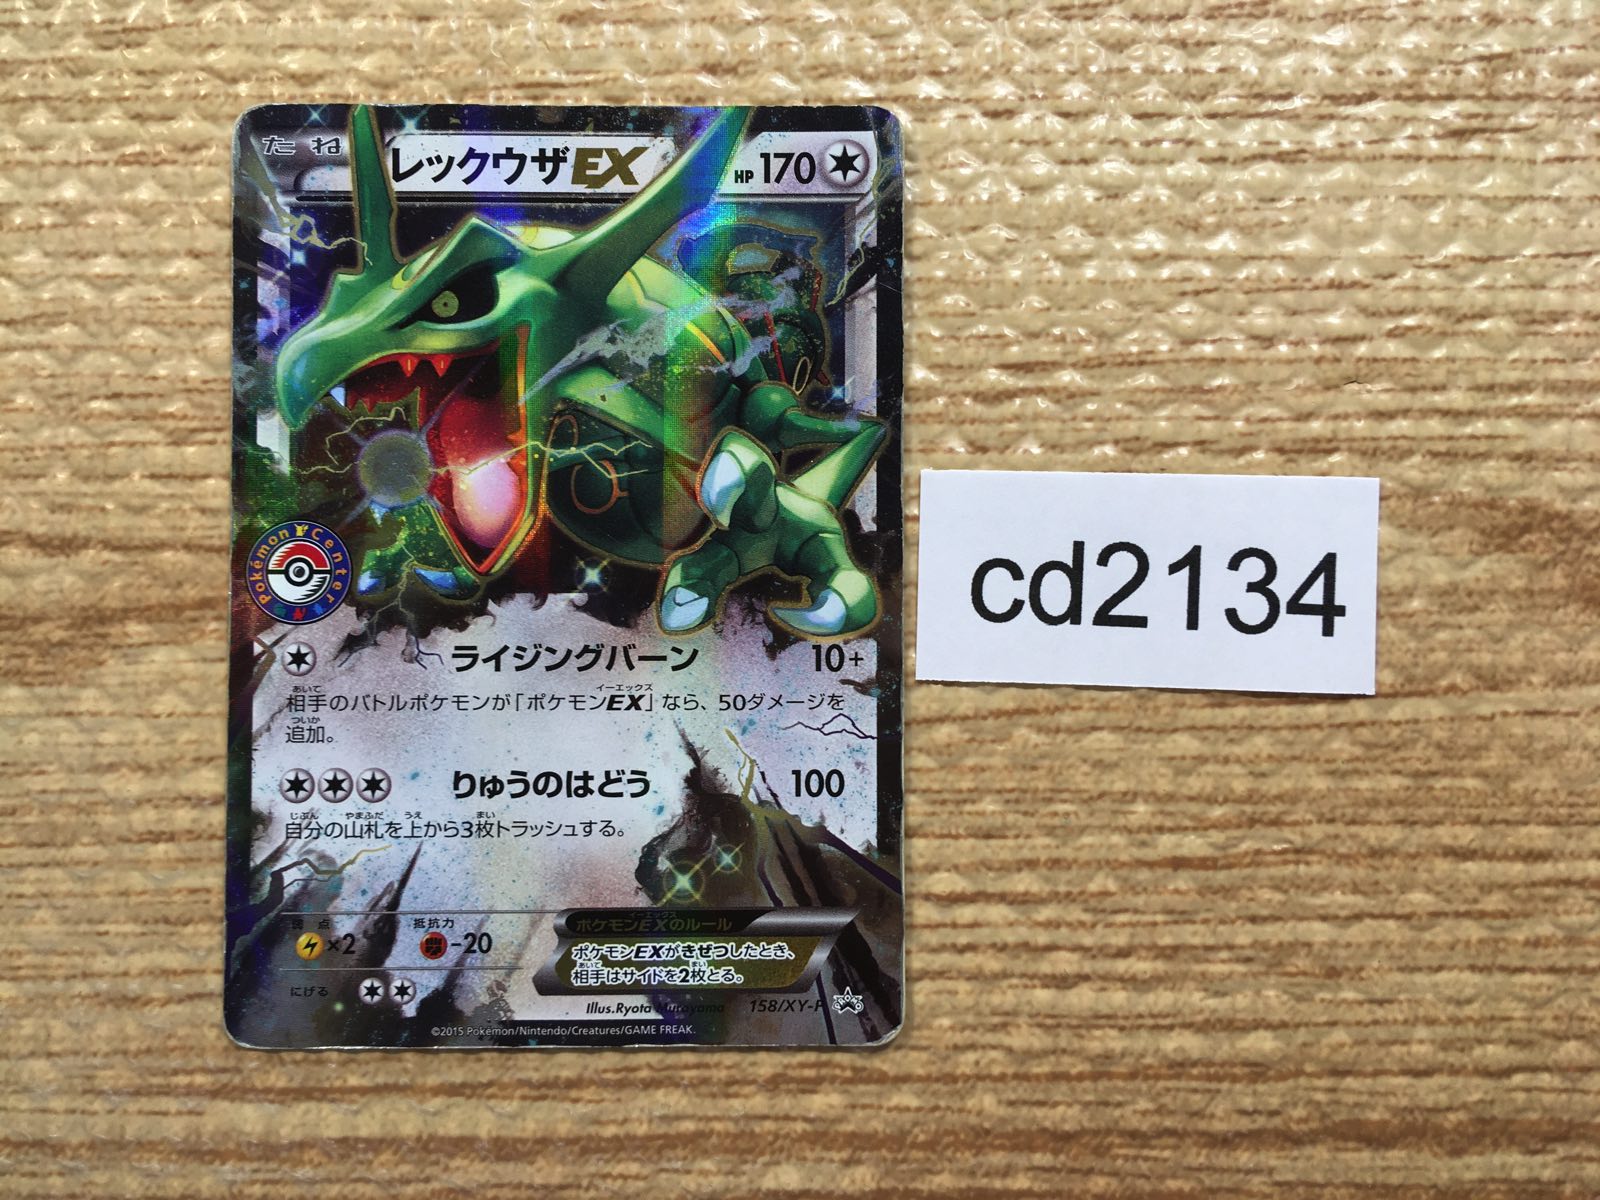 たね
レックウザEX
HP 170
Pokémon Center
ライジングバーン 10+
相手のバトルポケモンが「ポケモンEX」なら、50ダメージを
追加。
りゅうのはどう 100
自分の山札を上から3枚トラッシュする。
弱点 抵抗力
×2 -20
にげる
ポケモンEXのルール
ポケモンEXがきぜつしたとき、
相手はサイドを2枚とる。
Illus.Ryota Murayama 158/XY-P
©2015 Pokémon/Nintendo/Creatures/GAME FREAK.
cd2134